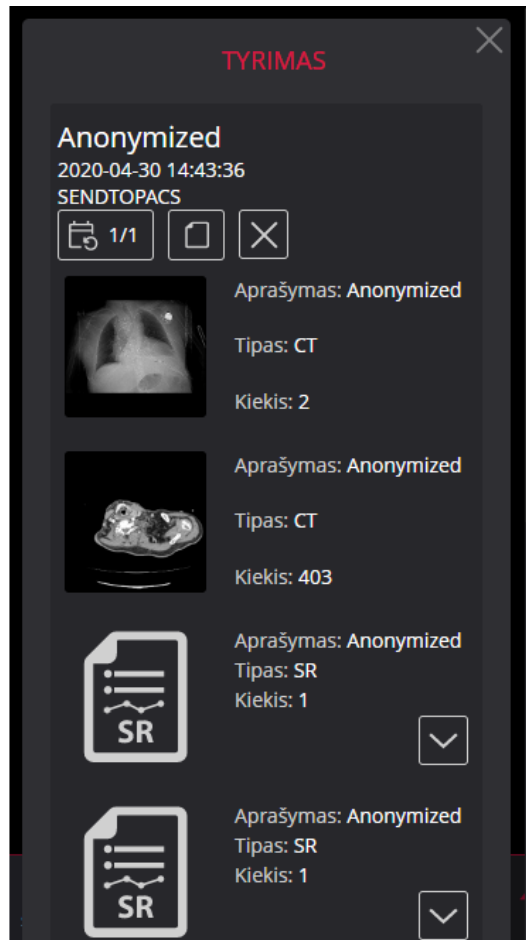 TYRIMAS
Anonymized
2020-04-30 14:43:36
SENDTOPACS
1/1
Aprašymas: Anonymized
Tipas: CT
Kiekis: 2
Aprašymas: Anonymized
Tipas: CT
Kiekis: 403
SR
Aprašymas: Anonymized
Tipas: SR
Kiekis: 1
SR
Aprašymas: Anonymized
Tipas: SR
Kiekis: 1